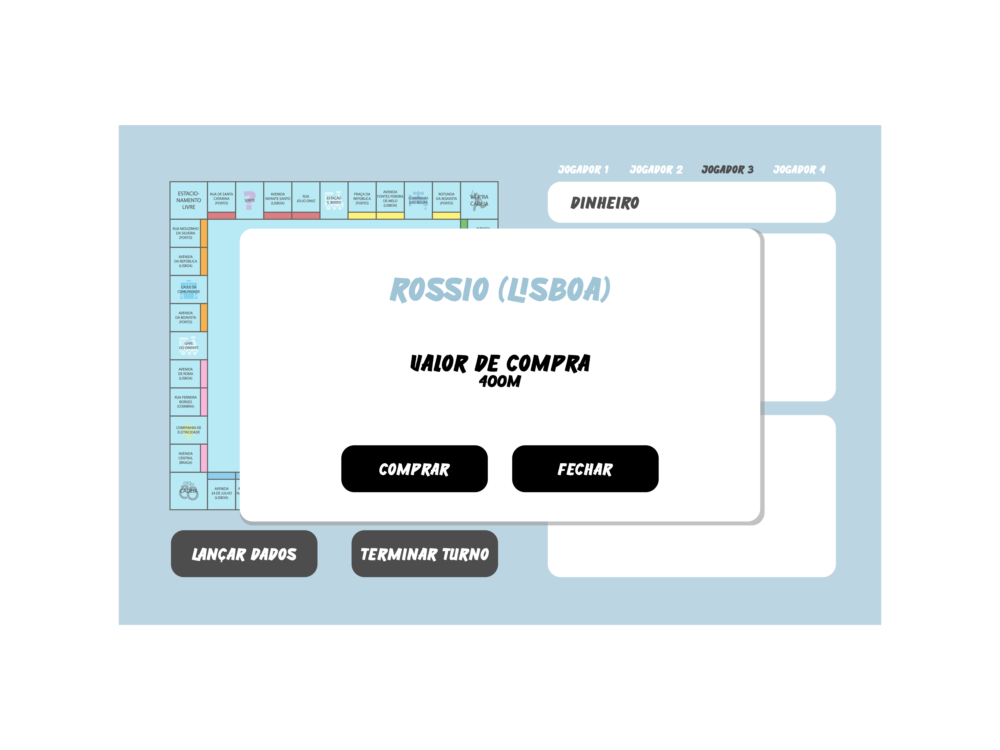 JOGADOR 1
JOGADOR 2
JOGADOR 3
JOGADOR 4
DINHEIRO
ESTACIO-
NAMENTO
LIVRE
RUA DE SANTA
CATARINA
(PORTO)
?
SORTE
AVENIDA
INFANTE SANTO
(LISBOA)
RUA
JÚLIO DINIZ
ESTAÇÃO
S. BENTO
PRAÇA DA
REPÚBLICA
(PORTO)
AVENIDA
FONTES PEREIRA
DE MELO
(LISBOA)
COMPANHIA
DAS ÁGUAS
ROTUNDA
DA BOAVISTA
(PORTO)
VÁ P'RA
CADEIA
RUA MOUZINHO
DA SILVEIRA
(PORTO)
AVENIDA
AVENIDA
DA REPÚBLICA
(LISBOA)
CAIXA DA
COMUNIDADE
AVENIDA
DA BOAVISTA
(PORTO)
GARE
DO ORIENTE
AVENIDA
DE ROMA
(LISBOA)
RUA FERREIRA
BORGES
(COIMBRA)
COMPANHIA DE
ELETRICIDADE
AVENIDA
CENTRAL
(BRAGA)
CADEIA
AVENIDA
24 DE JULHO
(LISBOA)
ROSSIO (LISBOA)
VALOR DE COMPRA
400M
COMPRAR
FECHAR
LANÇAR DADOS
TERMINAR TURNO